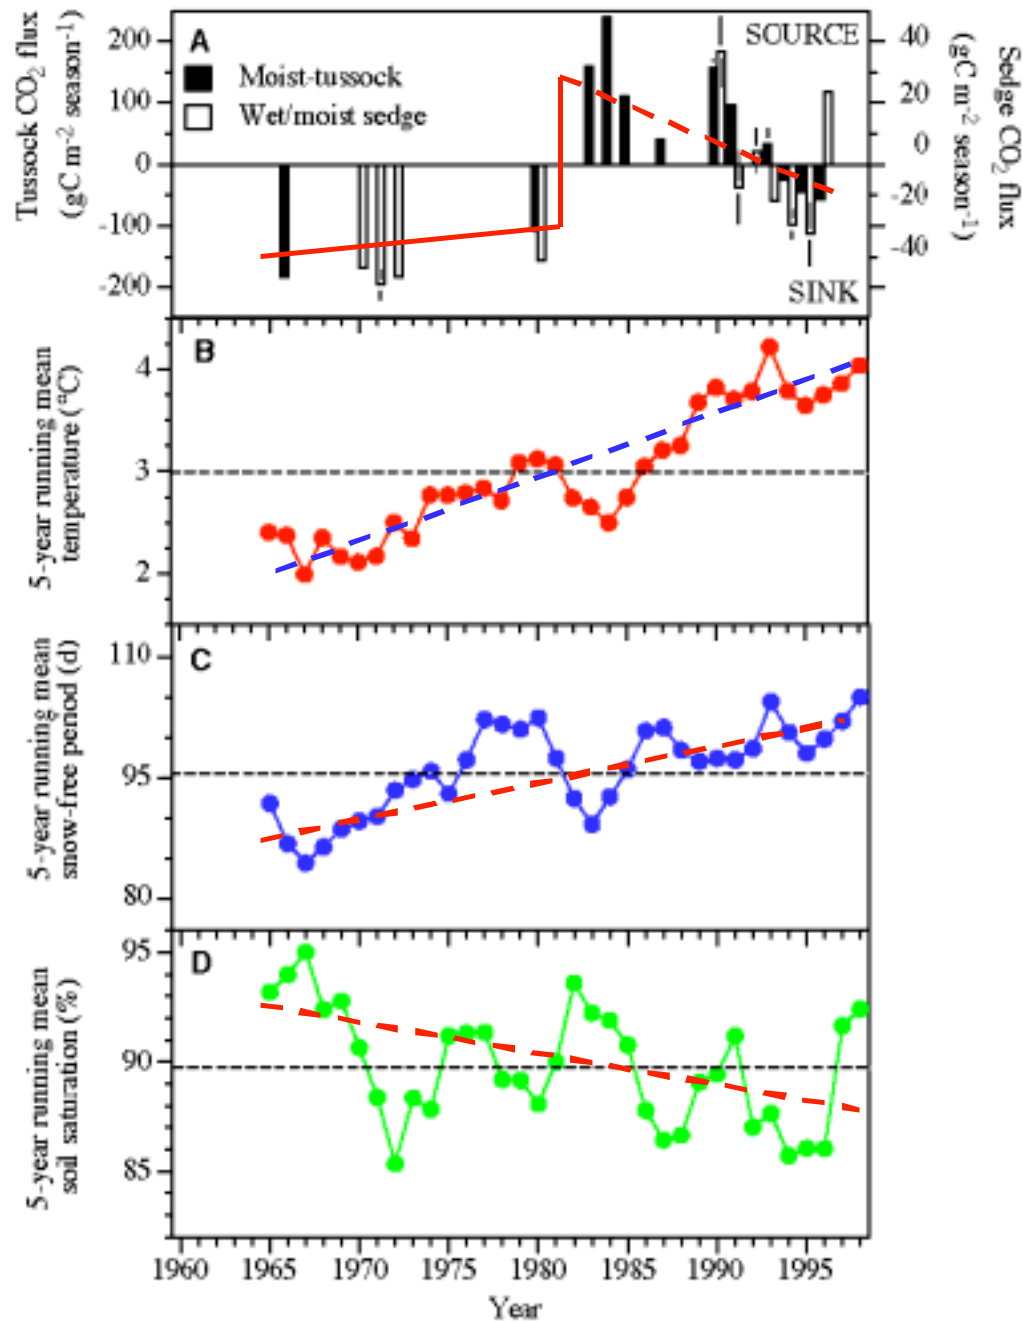 A
SOURCE
Moist-tussock
Wet/moist sedge
SINK
200
100
0
-100
-200
40
20
0
-20
-40
Tussock CO2 flux
(gC m-2 season-1)
Sedge CO2 flux
(gC m-2 season-1)
B
4
3
2
5-year running mean
temperature (°C)
C
110
95
80
5-year running mean
snow-free period (d)
D
95
90
85
5-year running mean
soil saturation (%)
1960 1965 1970 1975 1980 1985 1990 1995
Year